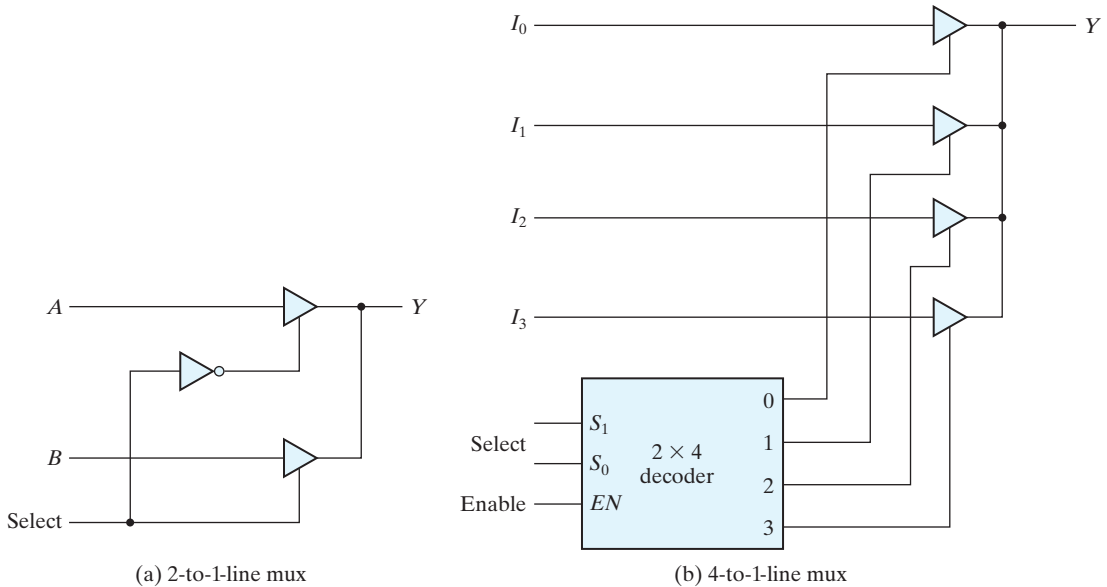 A
Y
B
Select
(a) 2-to-1-line mux
I₀
Y
I₁
I₂
I₃
Select
S₁
S₀
Enable
EN
2 × 4
decoder
0
1
2
3
(b) 4-to-1-line mux